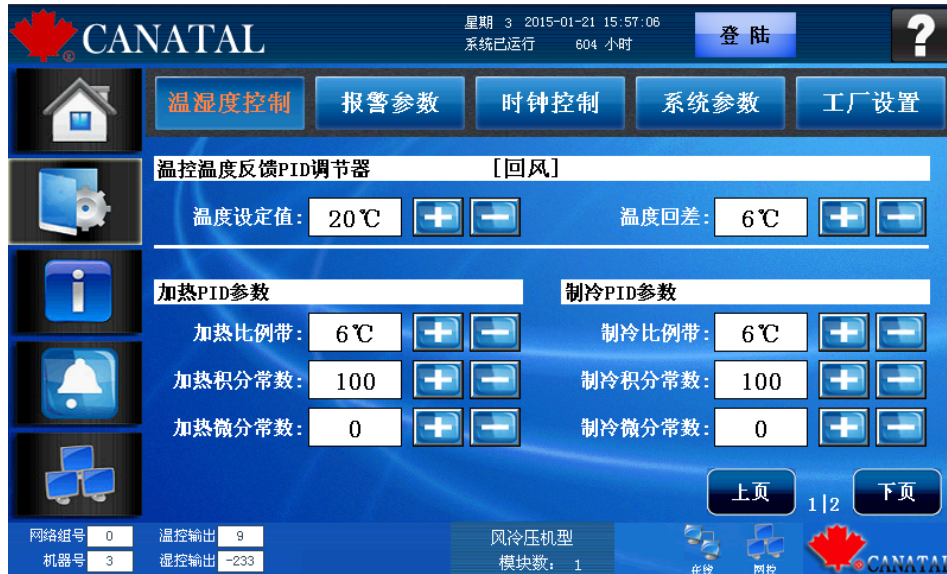 CANATAL
星期 3 2015-01-21 15:57:06
系统已运行 604 小时
登 陆
?
温湿度控制 报警参数 时钟控制 系统参数 工厂设置
温控温度反馈PID调节器 [回风]
温度设定值: 20℃ + - 温度回差: 6℃ + -
加热PID参数 制冷PID参数
加热比例带: 6℃ + - 制冷比例带: 6℃ + -
加热积分常数: 100 + - 制冷积分常数: 100 + -
加热微分常数: 0 + - 制冷微分常数: 0 + -
上页 1|2 下页
网络组号 0 温控输出 9 风冷压机型
机器号 3 湿控输出 -233 模块数: 1 在线 网控 CANATAL